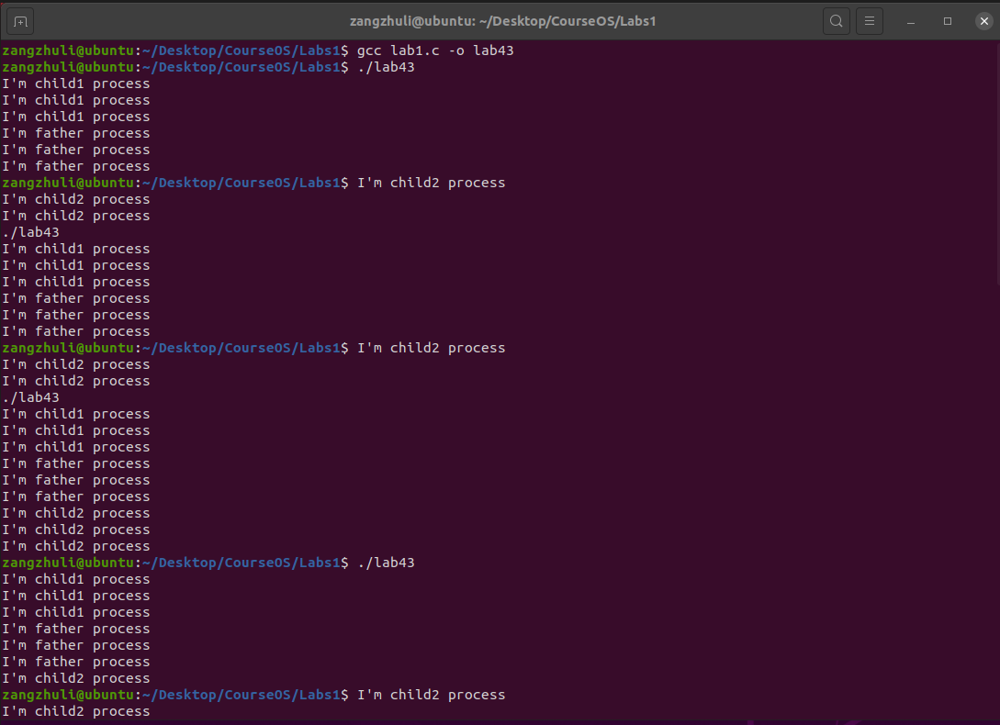 zangzhuli@ubuntu: ~/Desktop/CourseOS/Labs1
zangzhuli@ubuntu:~/Desktop/CourseOS/Labs1$ gcc lab1.c -o lab43
zangzhuli@ubuntu:~/Desktop/CourseOS/Labs1$ ./lab43
I'm child1 process
I'm child1 process
I'm child1 process
I'm father process
I'm father process
I'm father process
zangzhuli@ubuntu:~/Desktop/CourseOS/Labs1$ I'm child2 process
I'm child2 process
I'm child2 process
./lab43
I'm child1 process
I'm child1 process
I'm child1 process
I'm father process
I'm father process
I'm father process
zangzhuli@ubuntu:~/Desktop/CourseOS/Labs1$ I'm child2 process
I'm child2 process
I'm child2 process
./lab43
I'm child1 process
I'm child1 process
I'm child1 process
I'm father process
I'm father process
I'm father process
I'm child2 process
I'm child2 process
I'm child2 process
zangzhuli@ubuntu:~/Desktop/CourseOS/Labs1$ ./lab43
I'm child1 process
I'm child1 process
I'm child1 process
I'm father process
I'm father process
I'm father process
I'm child2 process
zangzhuli@ubuntu:~/Desktop/CourseOS/Labs1$ I'm child2 process
I'm child2 process